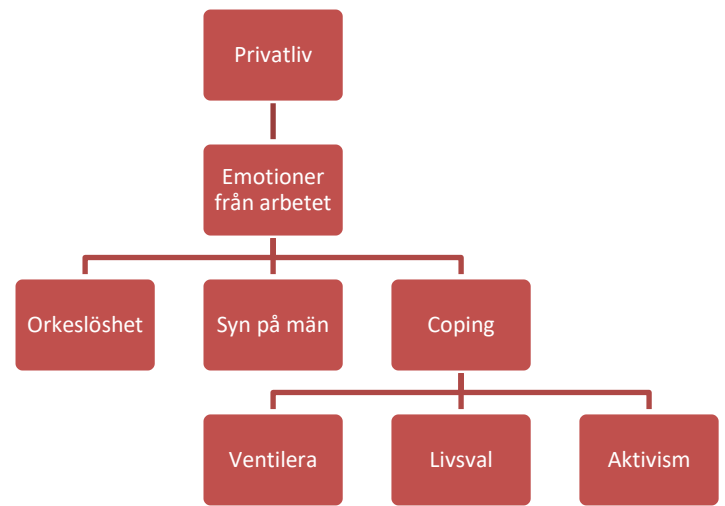 Privatliv
Emotioner
från arbetet
Orkeslöshet
Syn på män
Coping
Ventilera
Livsval
Aktivism